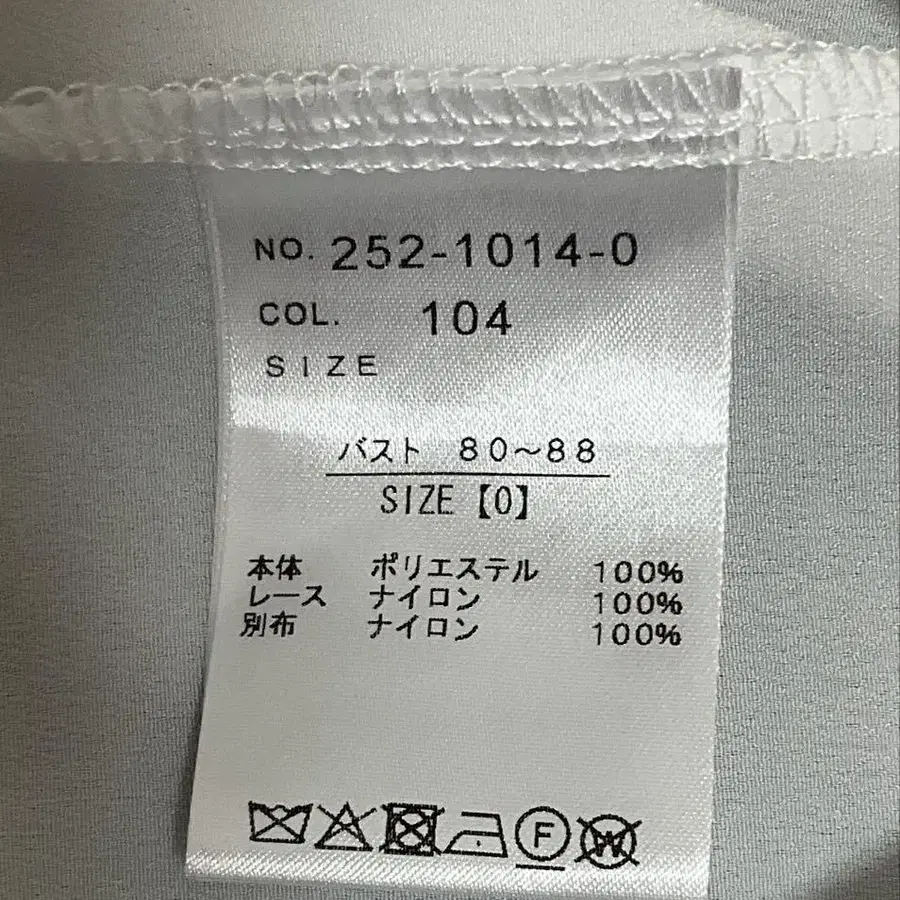 NO. 252-1014-0
COL. 104
SIZE
バスト 80〜88
SIZE【0】
本体 ポリエステル 100%
レース ナイロン 100%
別布 ナイロン 100%
F W